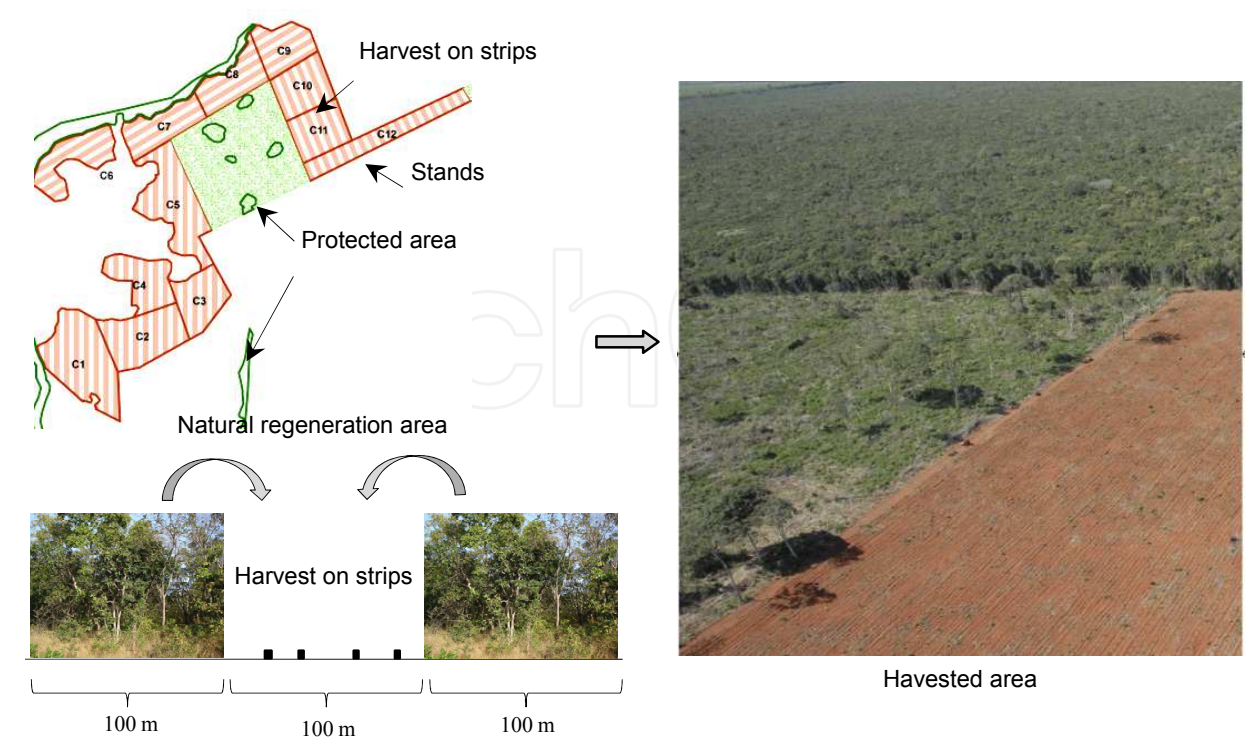 C9
Harvest on strips
C8
C10
C7
C11
C12
C6
Stands
C5
Protected area
C4
C3
C2
C1
Natural regeneration area
Harvest on strips
Havested area
100 m
100 m
100 m